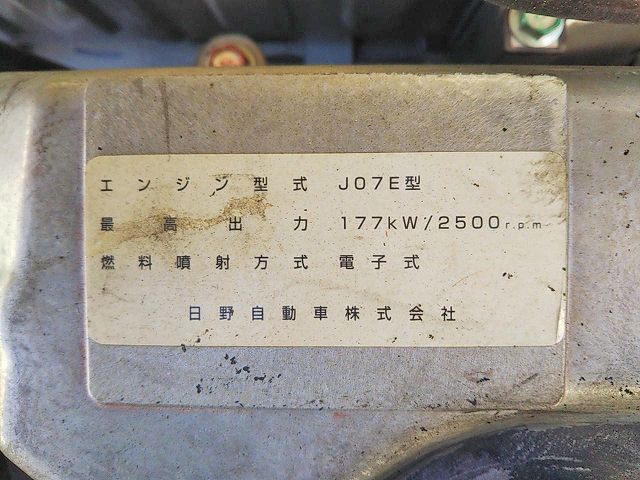 エンジン型式 J07E型
最高出力 177kW/2500r.p.m
燃料噴射方式 電子式
日野自動車株式会社